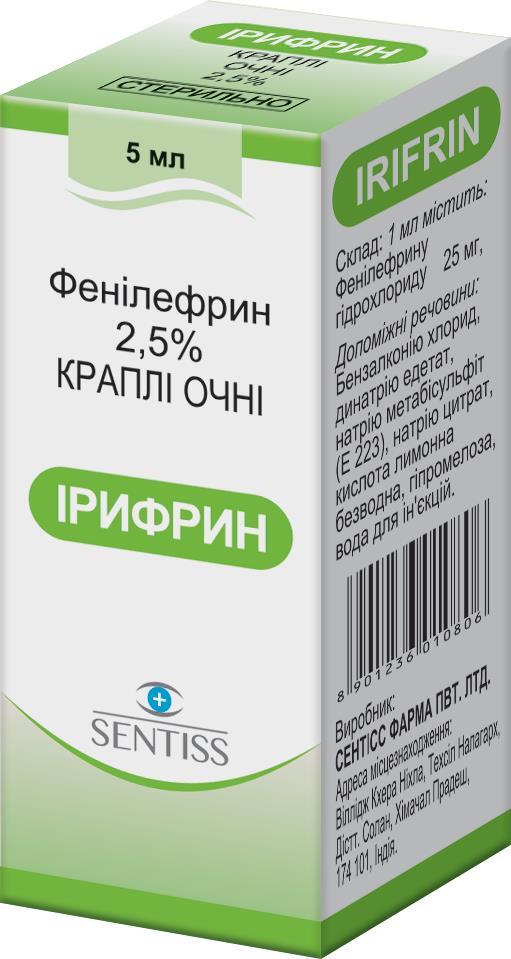 ІРИФРИН
КРАПЛІ
ОЧНІ
2.5%
СТЕРИЛЬНО
5 мл
Фенілефрин
2,5%
КРАПЛІ ОЧНІ
ІРИФРИН
SENTISS
IRIFRIN
Склад: 1 мл містить:
Фенілефрину
гідрохлориду 25 мг,
Допоміжні речовини:
Бензалконію хлорид,
динатрію едетат,
натрію метабісульфіт
(Е 223), натрію цитрат,
кислота лимонна
безводна, гіпромелоза,
вода для ін'єкцій.
8 901236 010806
Виробник:
СЕНТІСС ФАРМА ПВТ. ЛТД.
Адреса місцезнаходження:
Вілллідж Кхера Ніхла, Техсіл Налагарх,
Дістт. Солан, Хімачал Прадеш,
174 101, Індія.